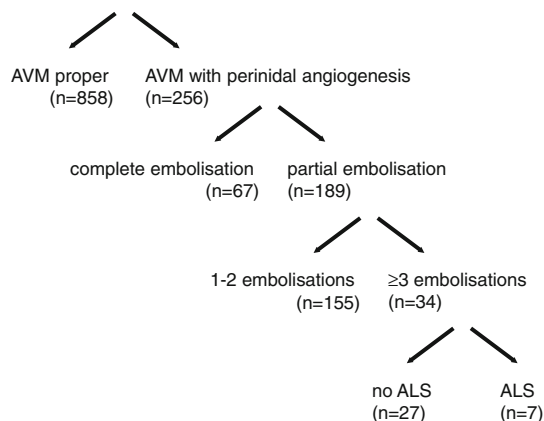 AVM proper
(n=858)
AVM with perinidal angiogenesis
(n=256)
complete embolisation
(n=67)
partial embolisation
(n=189)
1-2 embolisations
(n=155)
≥3 embolisations
(n=34)
no ALS
(n=27)
ALS
(n=7)